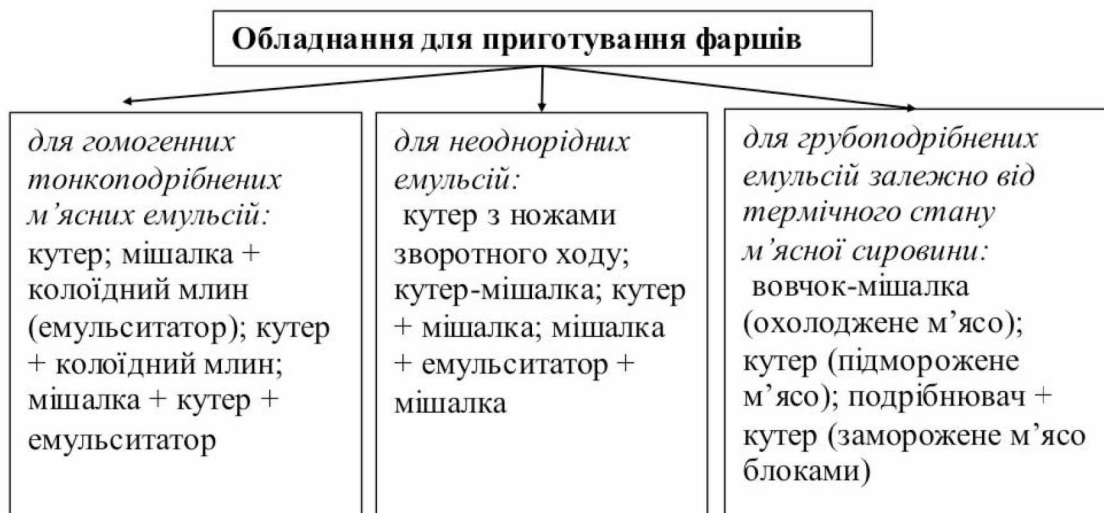 Обладнання для приготування фаршів
для гомогенних
тонкоподрібнених
м’ясних емульсій:
кутер; мішалка +
колоїдний млин
(емульситатор); кутер
+ колоїдний млин;
мішалка + кутер +
емульситатор
для неоднорідних
емульсій:
кутер з ножами
зворотного ходу;
кутер-мішалка; кутер
+ мішалка; мішалка
+ емульситатор +
мішалка
для грубоподрібнених
емульсій залежно від
термічного стану
м’ясної сировини:
вовчок-мішалка
(охолоджене м’ясо);
кутер (підморожене
м’ясо); подрібнювач +
кутер (заморожене м’ясо
блоками)